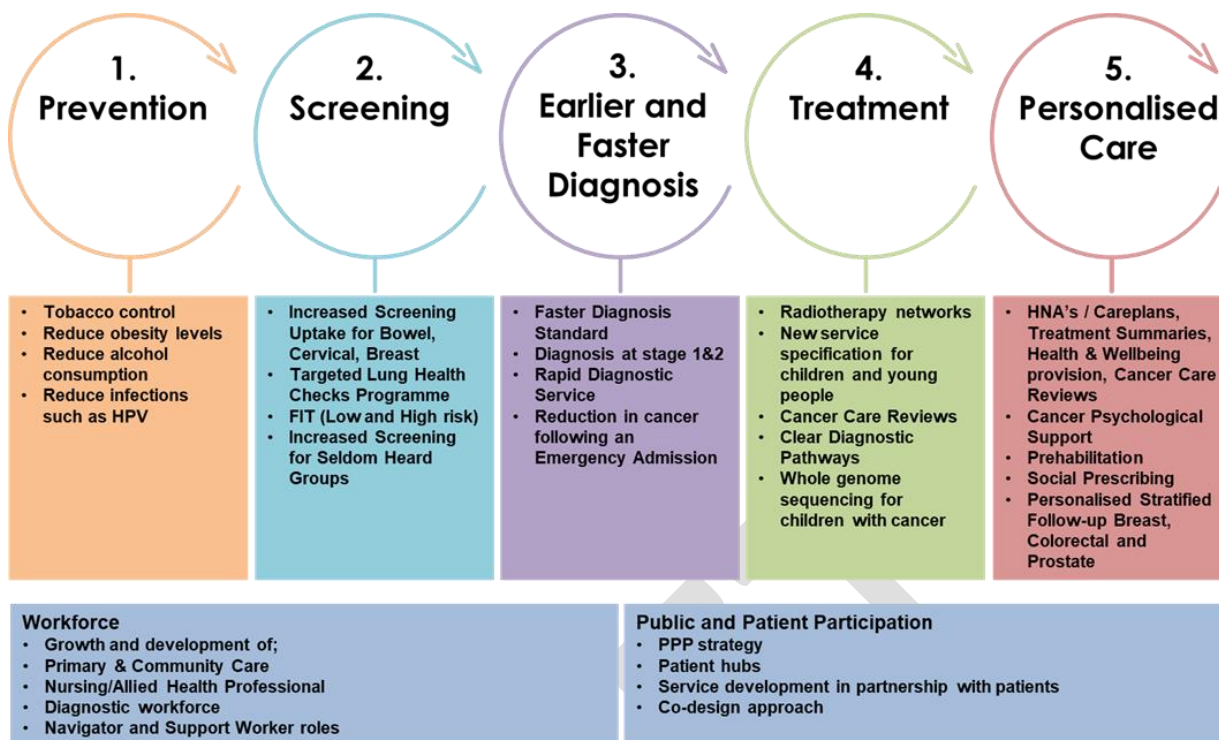 1.
Prevention
• Tobacco control
• Reduce obesity levels
• Reduce alcohol
consumption
• Reduce infections
such as HPV
2.
Screening
• Increased Screening
Uptake for Bowel,
Cervical, Breast
• Targeted Lung Health
Checks Programme
• FIT (Low and High risk)
• Increased Screening
for Seldom Heard
Groups
3.
Earlier and
Faster
Diagnosis
• Faster Diagnosis
Standard
• Diagnosis at stage 1&2
• Rapid Diagnostic
Service
• Reduction in cancer
following an
Emergency Admission
4.
Treatment
• Radiotherapy networks
• New service
specification for
children and young
people
• Cancer Care Reviews
• Clear Diagnostic
Pathways
• Whole genome
sequencing for
children with cancer
5.
Personalised
Care
• HNA's / Careplans,
Treatment Summaries,
Health & Wellbeing
provision, Cancer Care
Reviews
• Cancer Psychological
Support
• Prehabilitation
• Social Prescribing
• Personalised Stratified
Follow-up Breast,
Colorectal and
Prostate
Workforce
• Growth and development of;
• Primary & Community Care
• Nursing/Allied Health Professional
• Diagnostic workforce
• Navigator and Support Worker roles
Public and Patient Participation
• PPP strategy
• Patient hubs
• Service development in partnership with patients
• Co-design approach